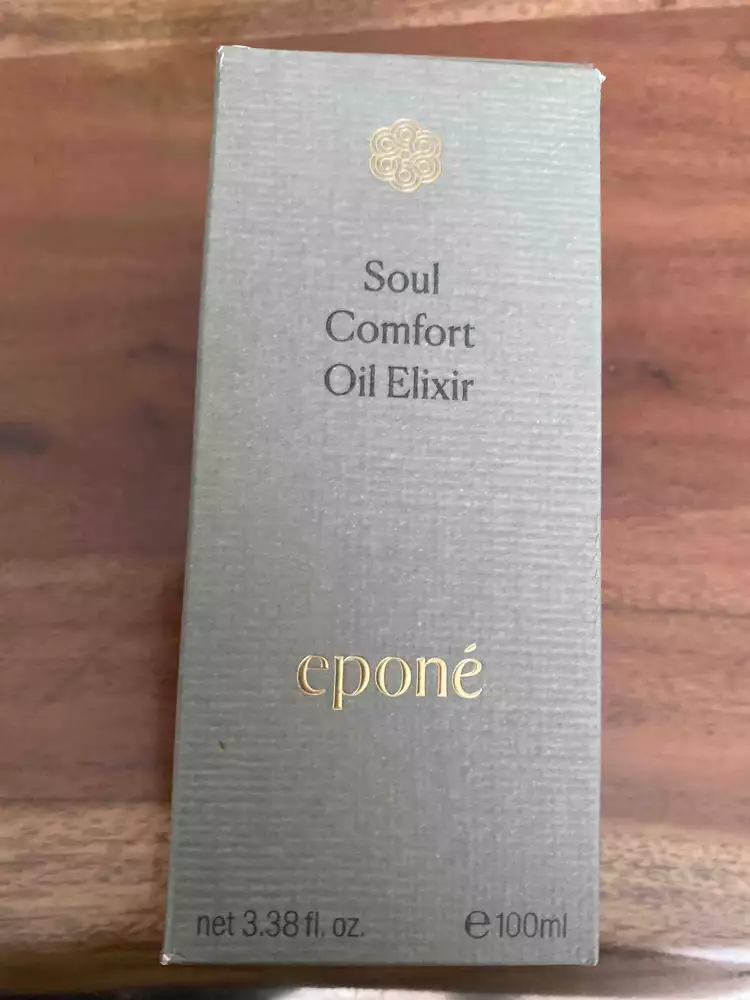 Soul
Comfort
Oil Elixir
eponé
net 3.38 fl. oz.
℮ 100ml